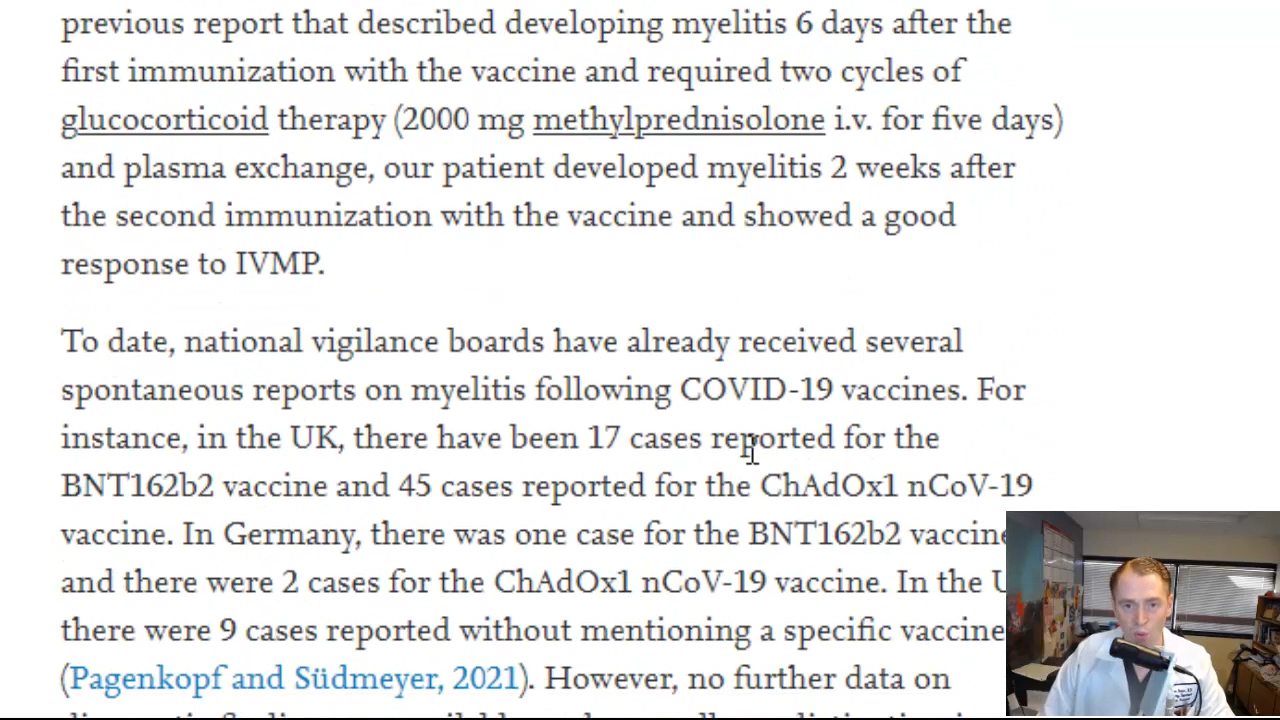 previous report that described developing myelitis 6 days after the
first immunization with the vaccine and required two cycles of
glucocorticoid therapy (2000 mg methylprednisolone i.v. for five days)
and plasma exchange, our patient developed myelitis 2 weeks after
the second immunization with the vaccine and showed a good
response to IVMP.
To date, national vigilance boards have already received several
spontaneous reports on myelitis following COVID-19 vaccines. For
instance, in the UK, there have been 17 cases reported for the
BNT162b2 vaccine and 45 cases reported for the ChAdOx1 nCoV-19
vaccine. In Germany, there was one case for the BNT162b2 vaccine
and there were 2 cases for the ChAdOx1 nCoV-19 vaccine. In the U
there were 9 cases reported without mentioning a specific vaccine
(Pagenkopf and Südmeyer, 2021). However, no further data on